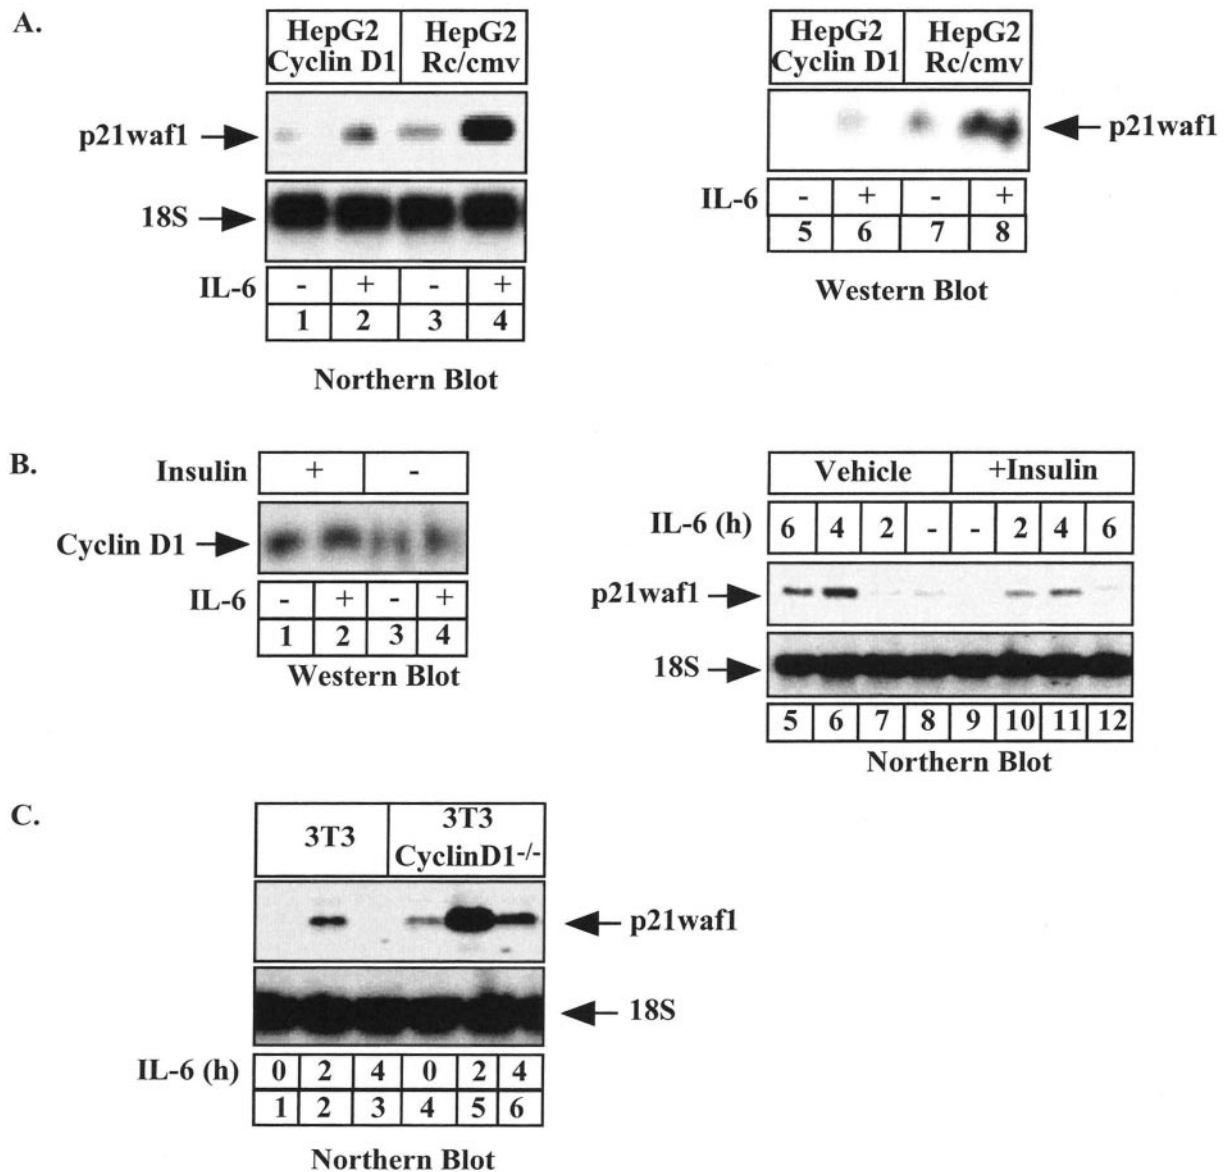 A.
HepG2 HepG2
Cyclin D1 Rc/cmv
p21waf1
18S
IL-6 - + - +
1 2 3 4
Northern Blot
HepG2 HepG2
Cyclin D1 Rc/cmv
p21waf1
IL-6 - + - +
5 6 7 8
Western Blot
B.
Insulin + -
Cyclin D1
IL-6 - + - +
1 2 3 4
Western Blot
Vehicle +Insulin
IL-6 (h) 6 4 2 - - 2 4 6
p21waf1
18S
5 6 7 8 9 10 11 12
Northern Blot
C.
3T3 3T3
CyclinD1-/-
p21waf1
18S
IL-6 (h) 0 2 4 0 2 4
1 2 3 4 5 6
Northern Blot